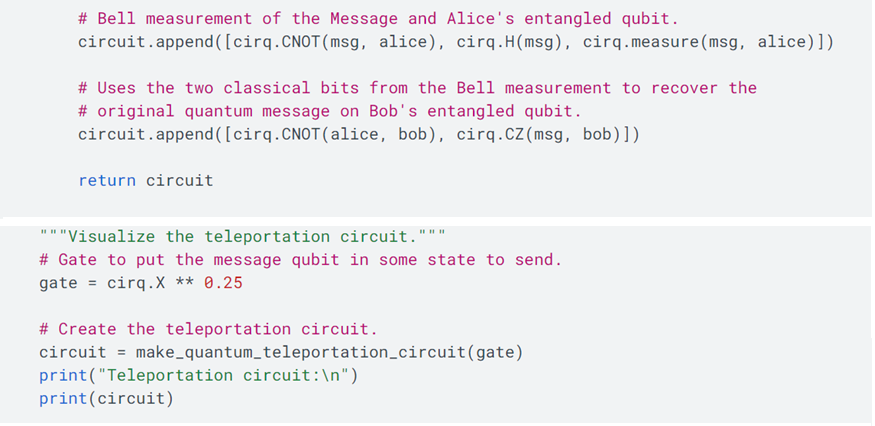 # Bell measurement of the Message and Alice's entangled qubit.
circuit.append([cirq.CNOT(msg, alice), cirq.H(msg), cirq.measure(msg, alice)])
# Uses the two classical bits from the Bell measurement to recover the
# original quantum message on Bob's entangled qubit.
circuit.append([cirq.CNOT(alice, bob), cirq.CZ(msg, bob)])
return circuit
"""Visualize the teleportation circuit."""
# Gate to put the message qubit in some state to send.
gate = cirq.X ** 0.25
# Create the teleportation circuit.
circuit = make_quantum_teleportation_circuit(gate)
print("Teleportation circuit:\n")
print(circuit)